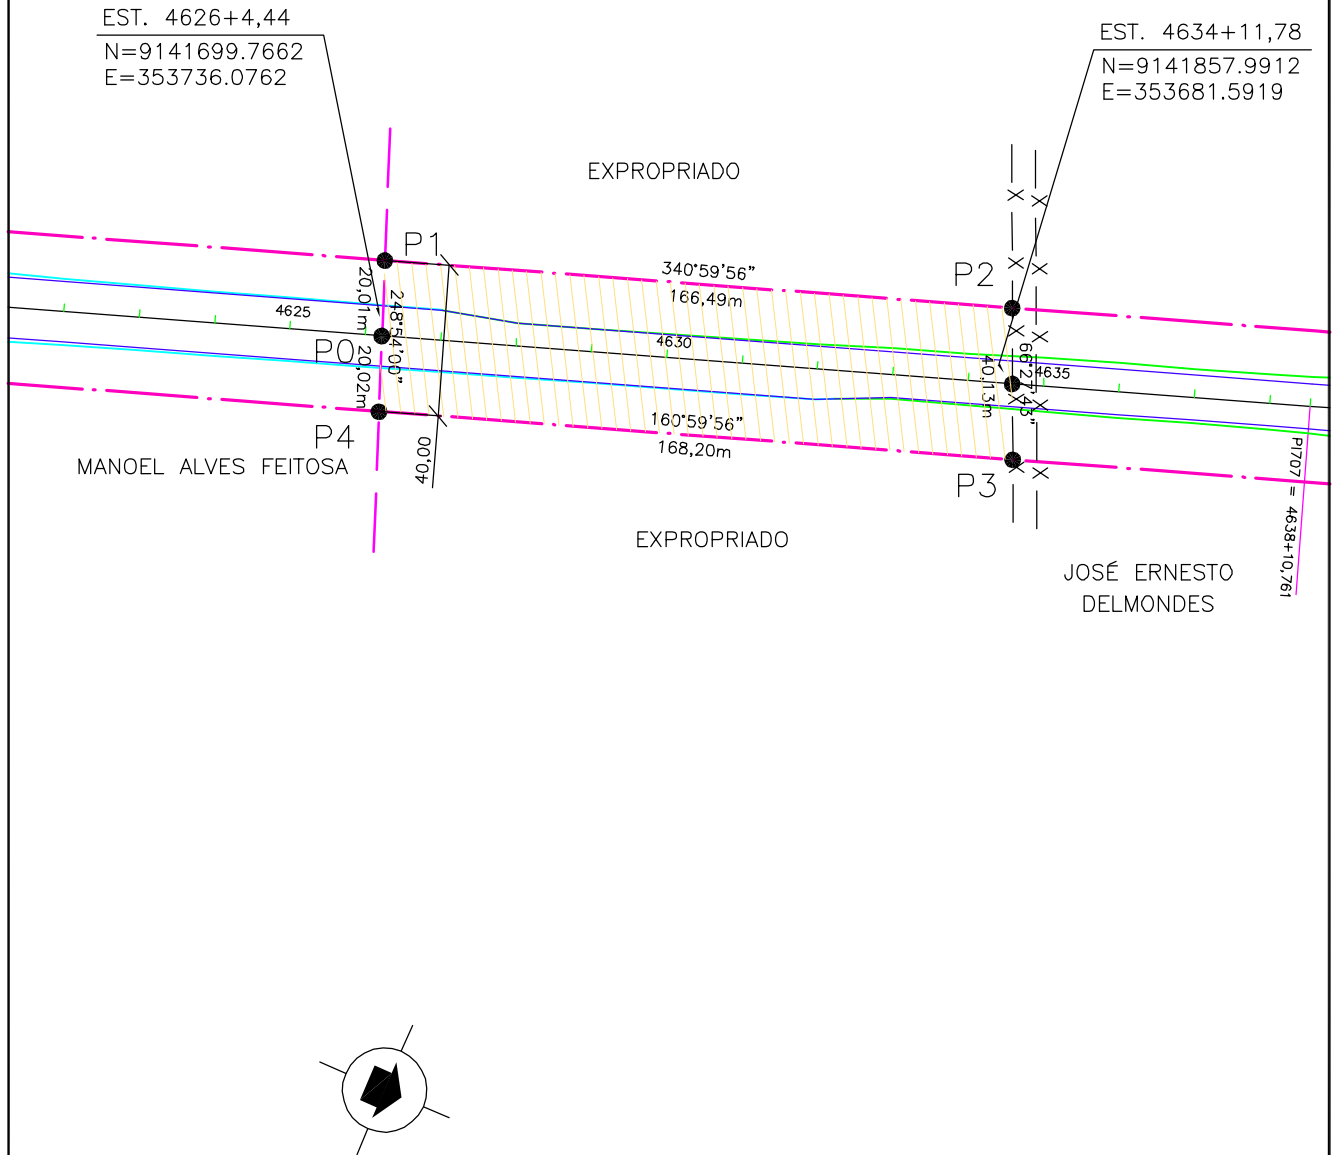 EST. 4626+4,44
N=9141699.7662
E=353736.0762
EST. 4634+11,78
N=9141857.9912
E=353681.5919
EXPROPRIADO
P1
340°59'56"
166,49m
P2
20,01m
248°54'00"
4625
P0
20,02m
4630
66°27'43"
40,13m
4635
P4
40,00
160°59'56"
168,20m
P3
MANOEL ALVES FEITOSA
PI707 = 4638+10,761
EXPROPRIADO
JOSÉ ERNESTO
DELMONDES
X
X
X
X
X
X
X
X
X
X